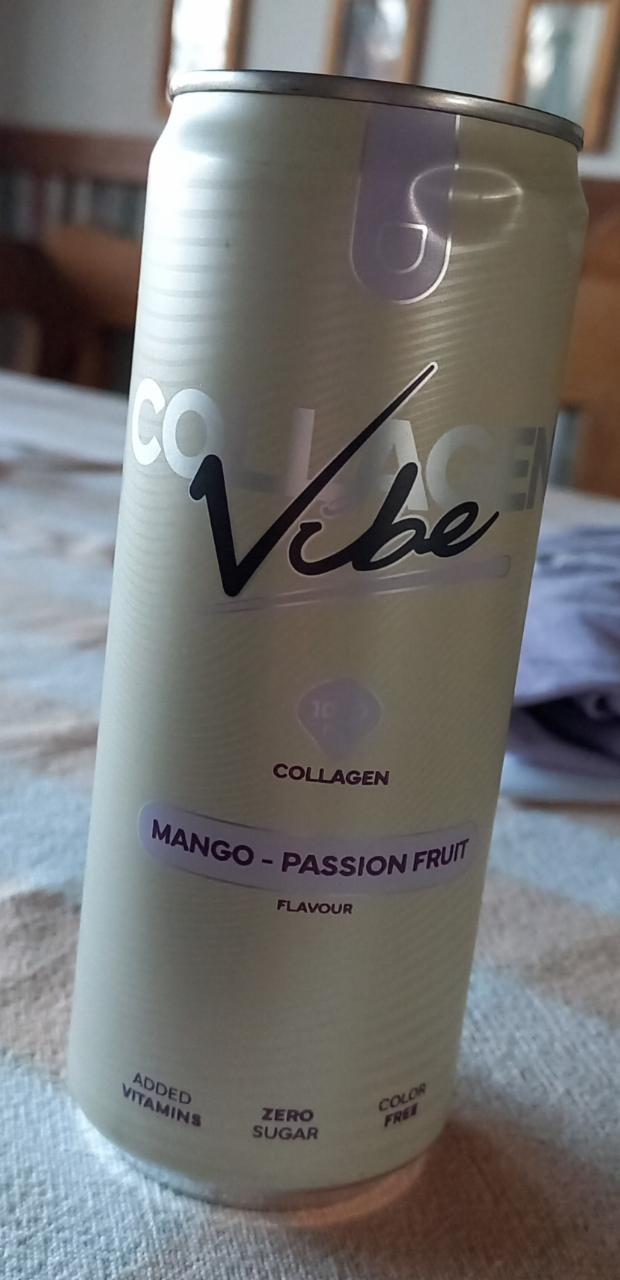 COLLAGEN
Vibe
COLLAGEN
MANGO - PASSION FRUIT
FLAVOUR
ADDED
VITAMINS
ZERO
SUGAR
COLOR
FREE